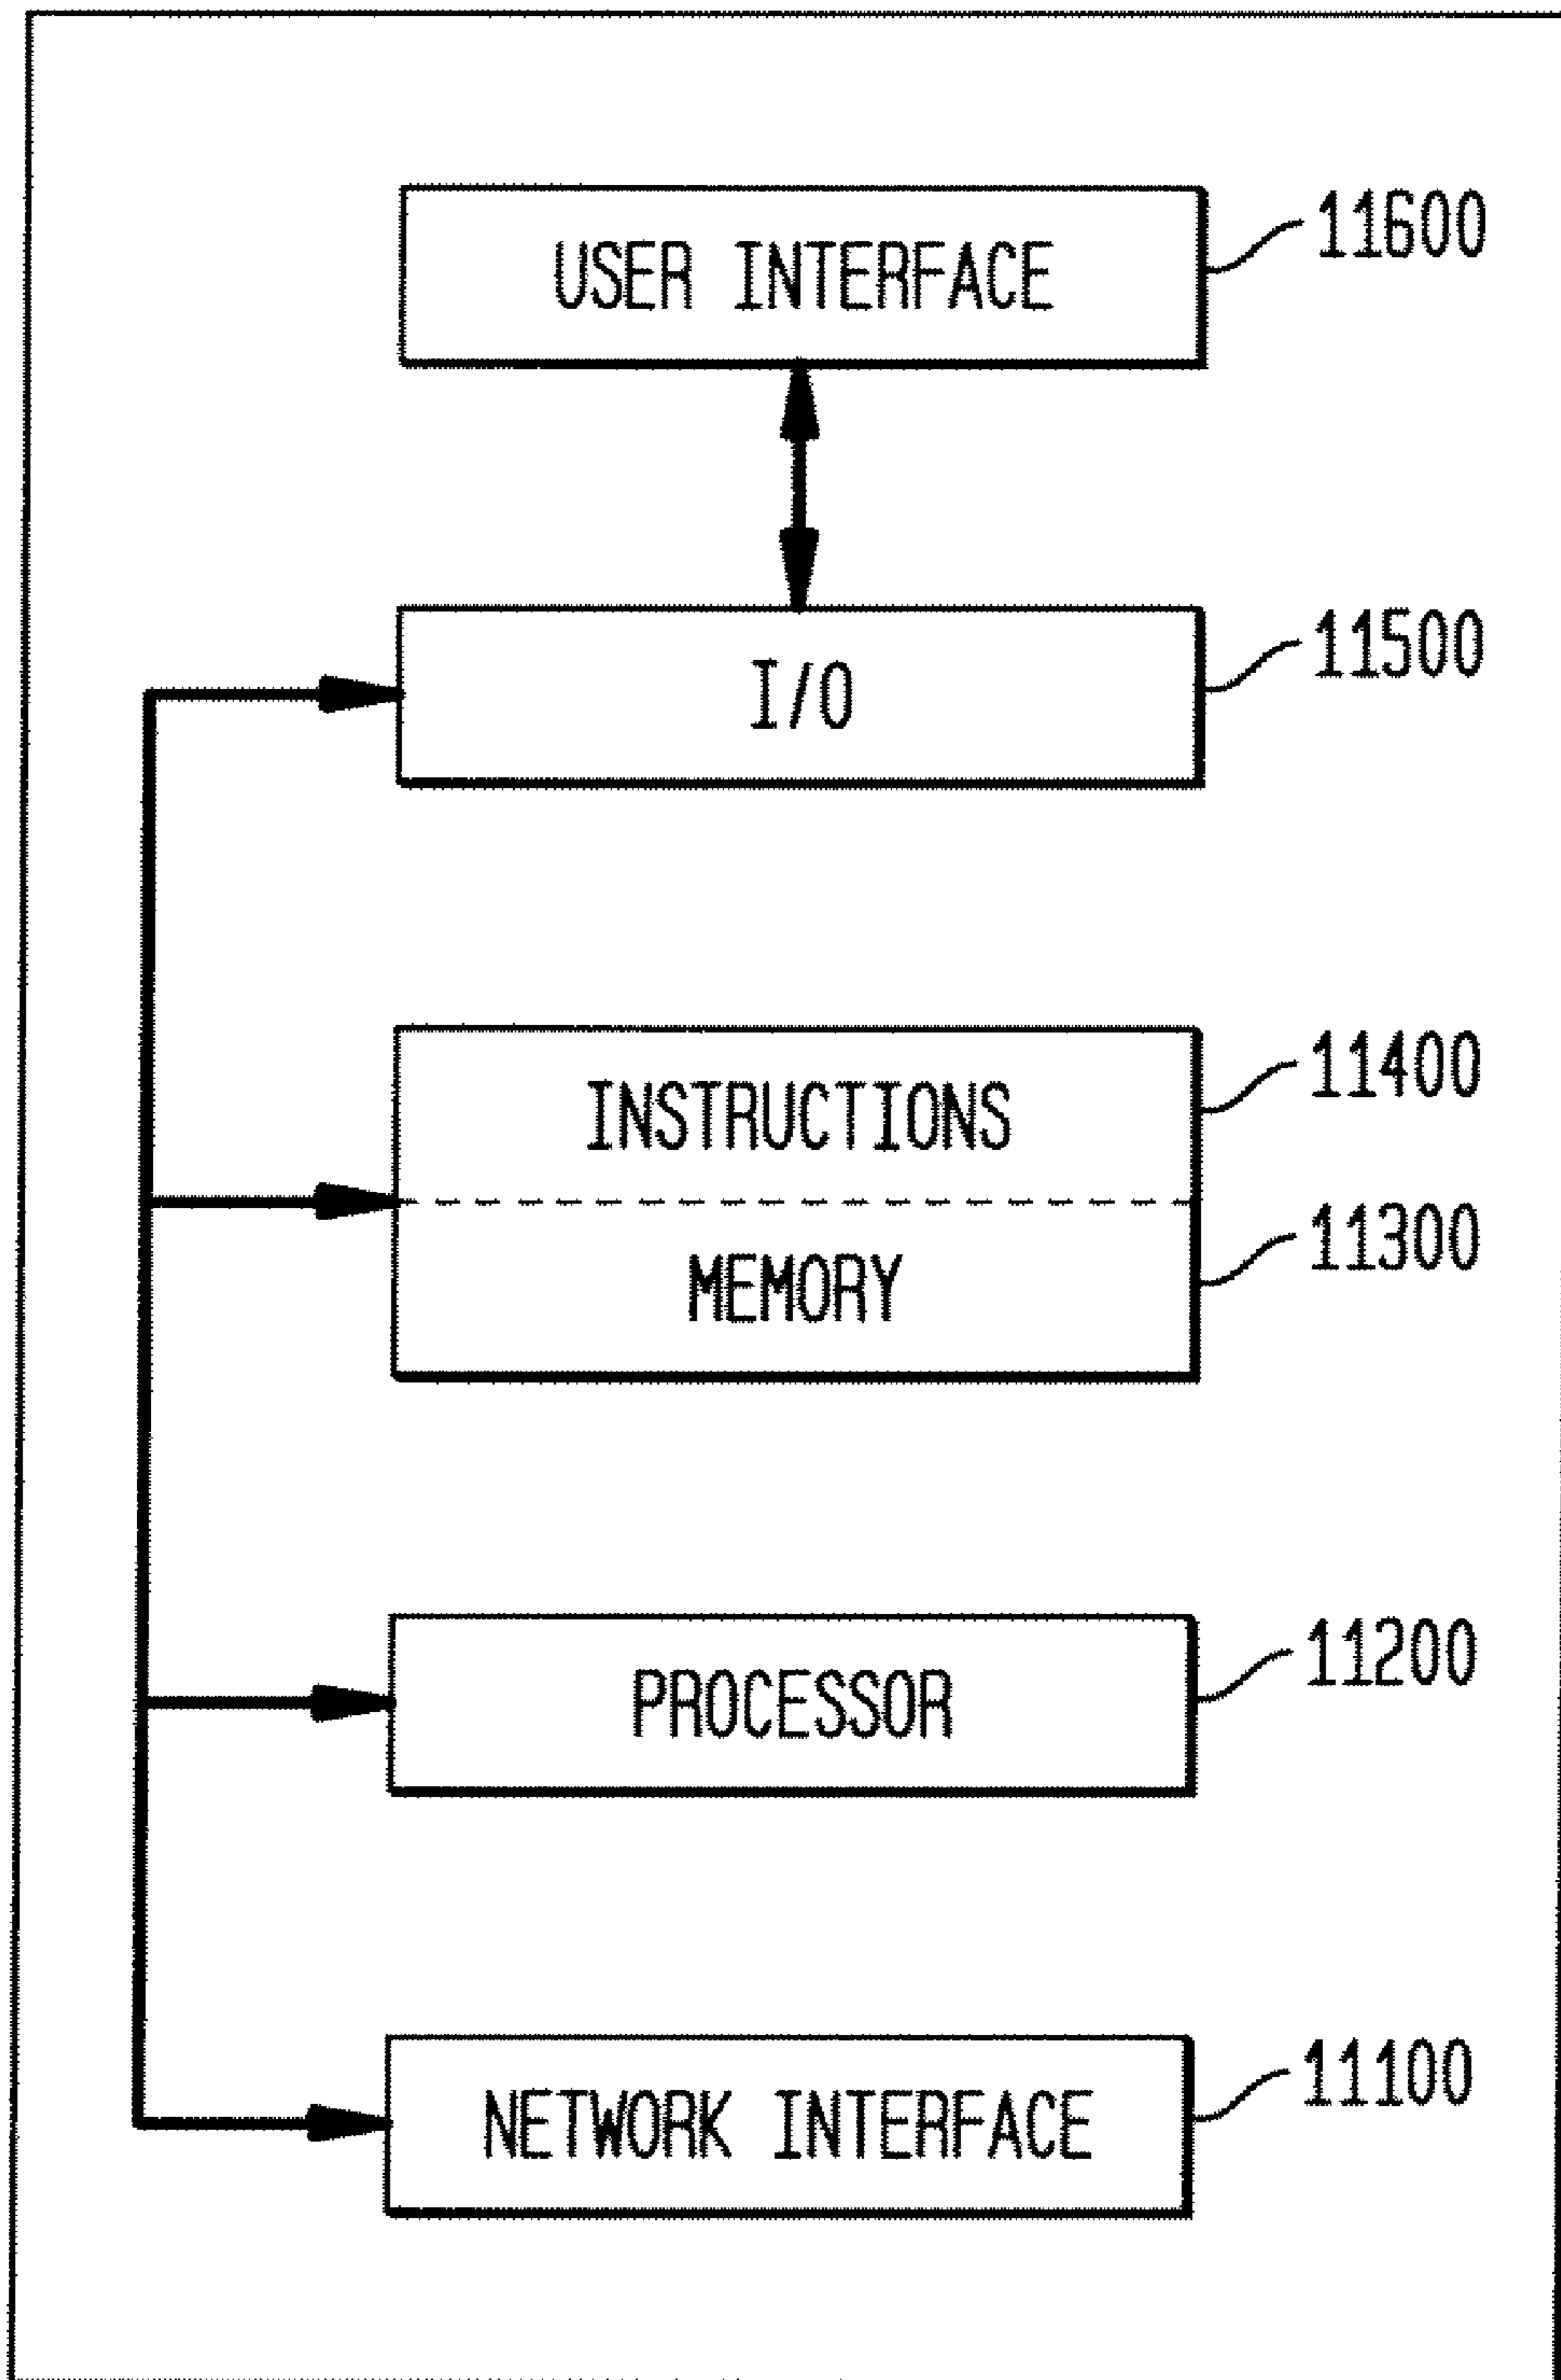 USER INTERFACE
11600
I/O
11500
INSTRUCTIONS
11400
MEMORY
11300
PROCESSOR
11200
NETWORK INTERFACE
11100